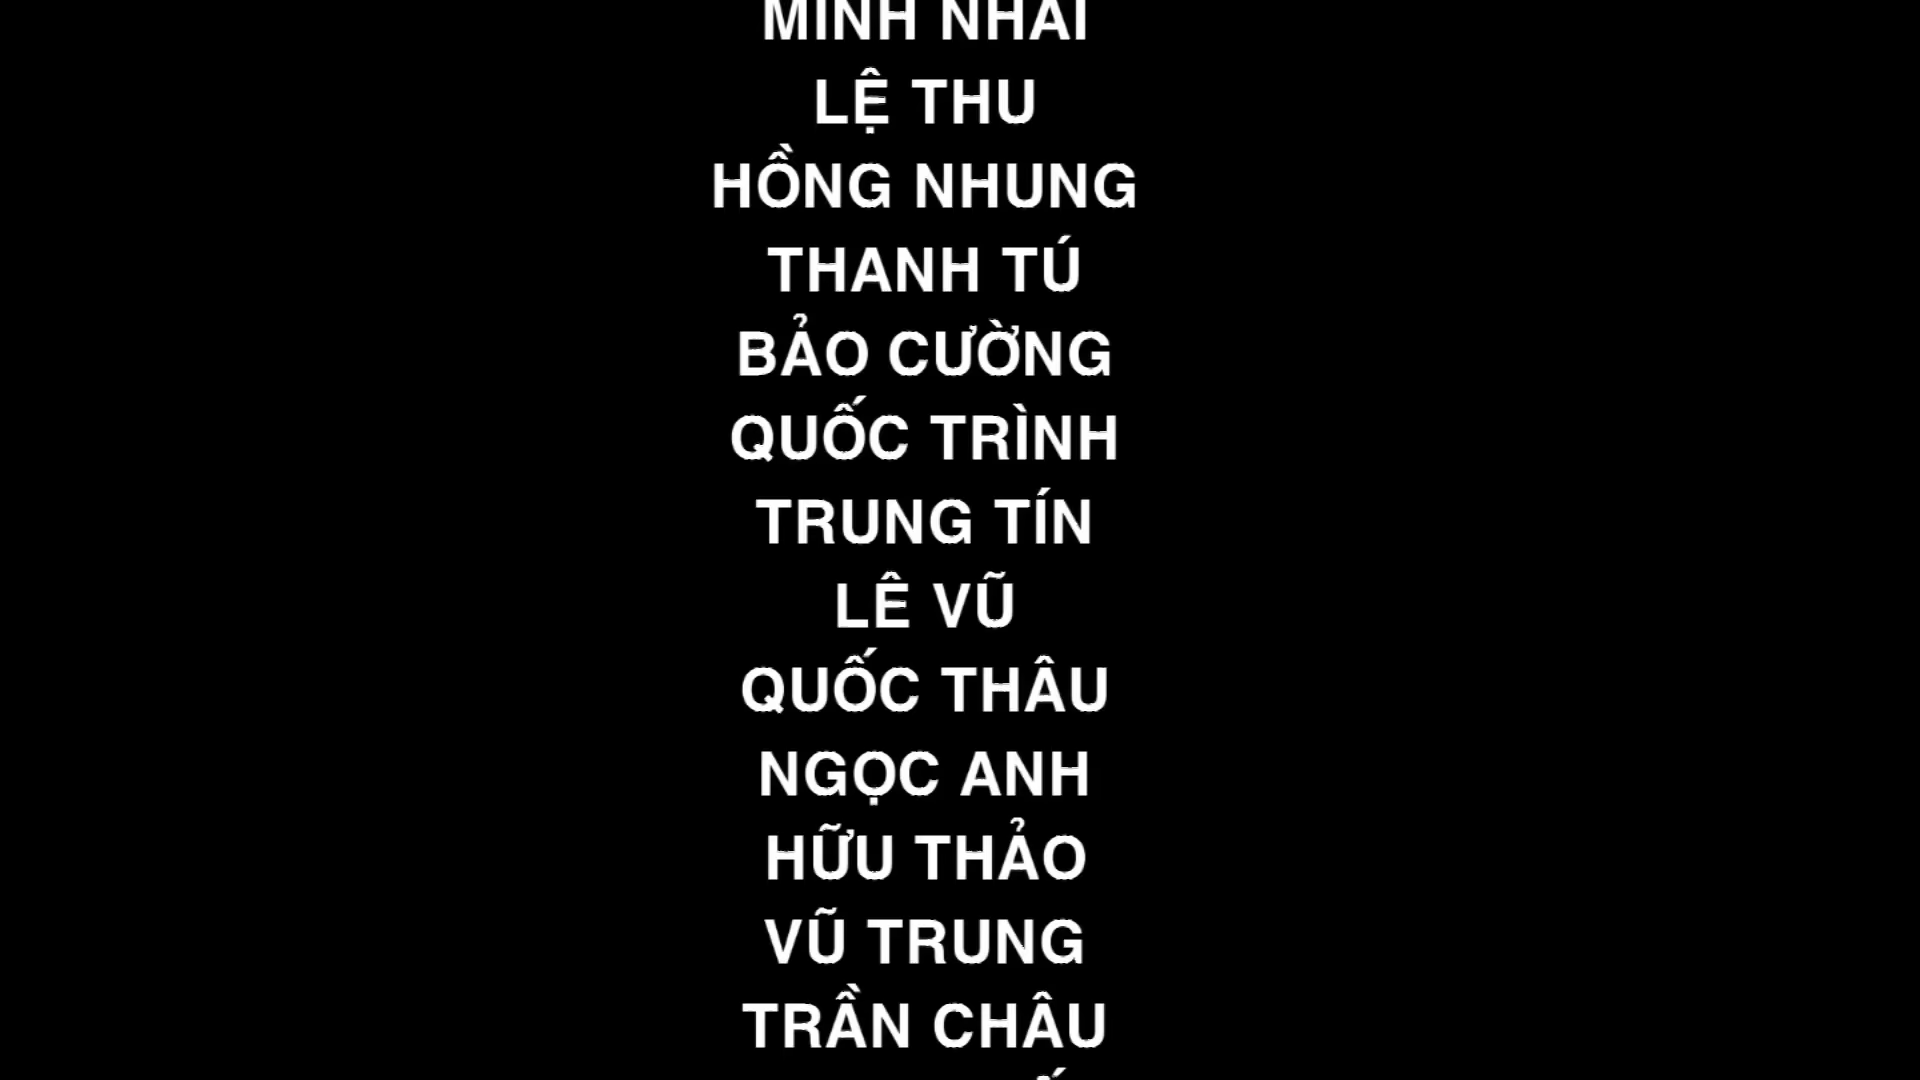 MINH NHAI
LỆ THU
HỒNG NHUNG
THANH TÚ
BẢO CƯỜNG
QUỐC TRÌNH
TRUNG TÍN
LÊ VŨ
QUỐC THÂU
NGỌC ANH
HỮU THẢO
VŨ TRUNG
TRẦN CHÂU